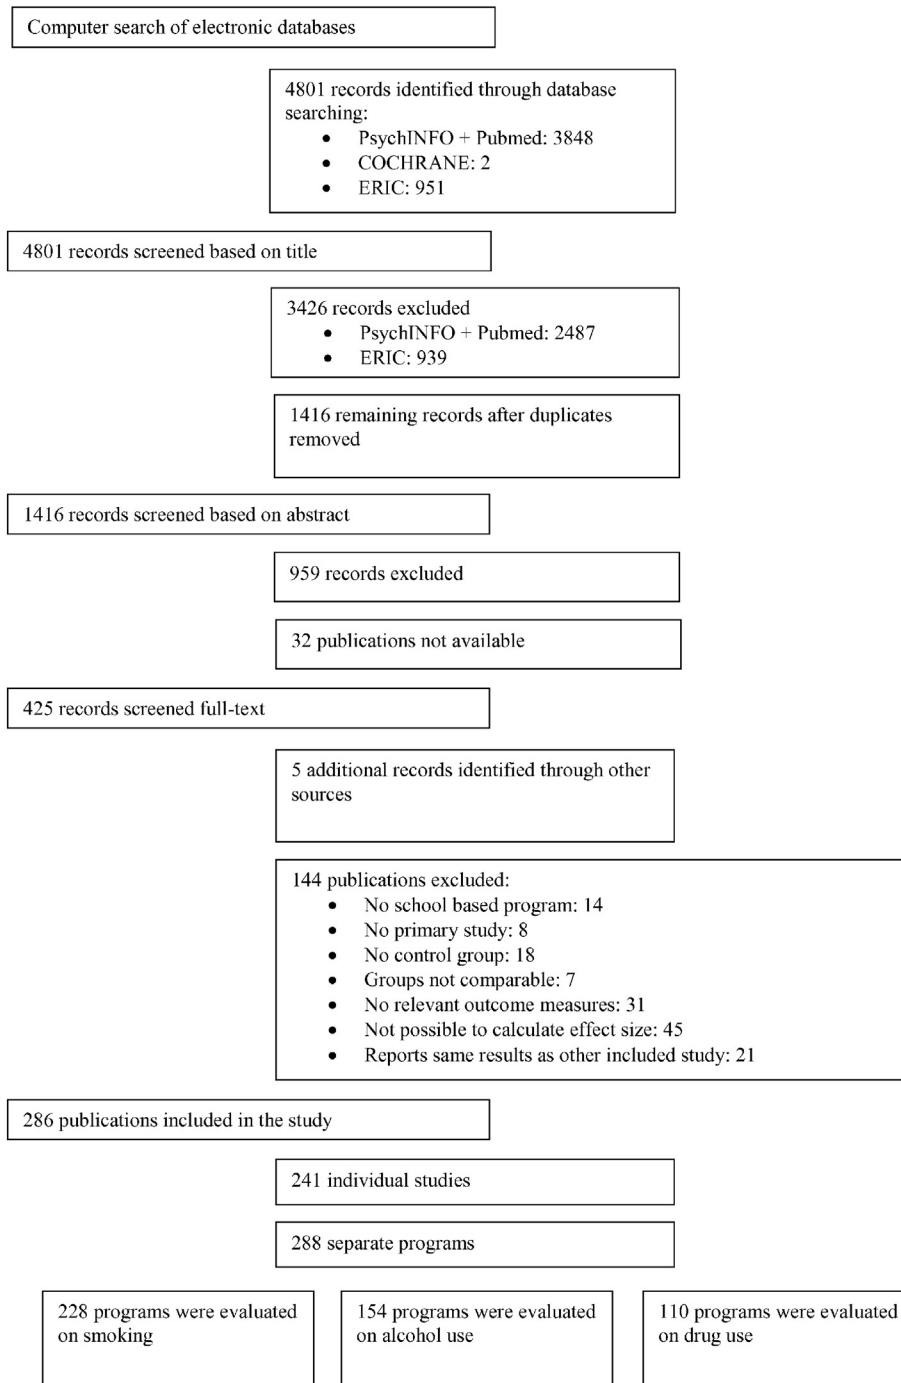 Computer search of electronic databases
4801 records identified through database
searching:
• PsychINFO + Pubmed: 3848
• COCHRANE: 2
• ERIC: 951
4801 records screened based on title
3426 records excluded
• PsychINFO + Pubmed: 2487
• ERIC: 939
1416 remaining records after duplicates
removed
1416 records screened based on abstract
959 records excluded
32 publications not available
425 records screened full-text
5 additional records identified through other
sources
144 publications excluded:
• No school based program: 14
• No primary study: 8
• No control group: 18
• Groups not comparable: 7
• No relevant outcome measures: 31
• Not possible to calculate effect size: 45
• Reports same results as other included study: 21
286 publications included in the study
241 individual studies
288 separate programs
228 programs were evaluated
on smoking
154 programs were evaluated
on alcohol use
110 programs were evaluated
on drug use